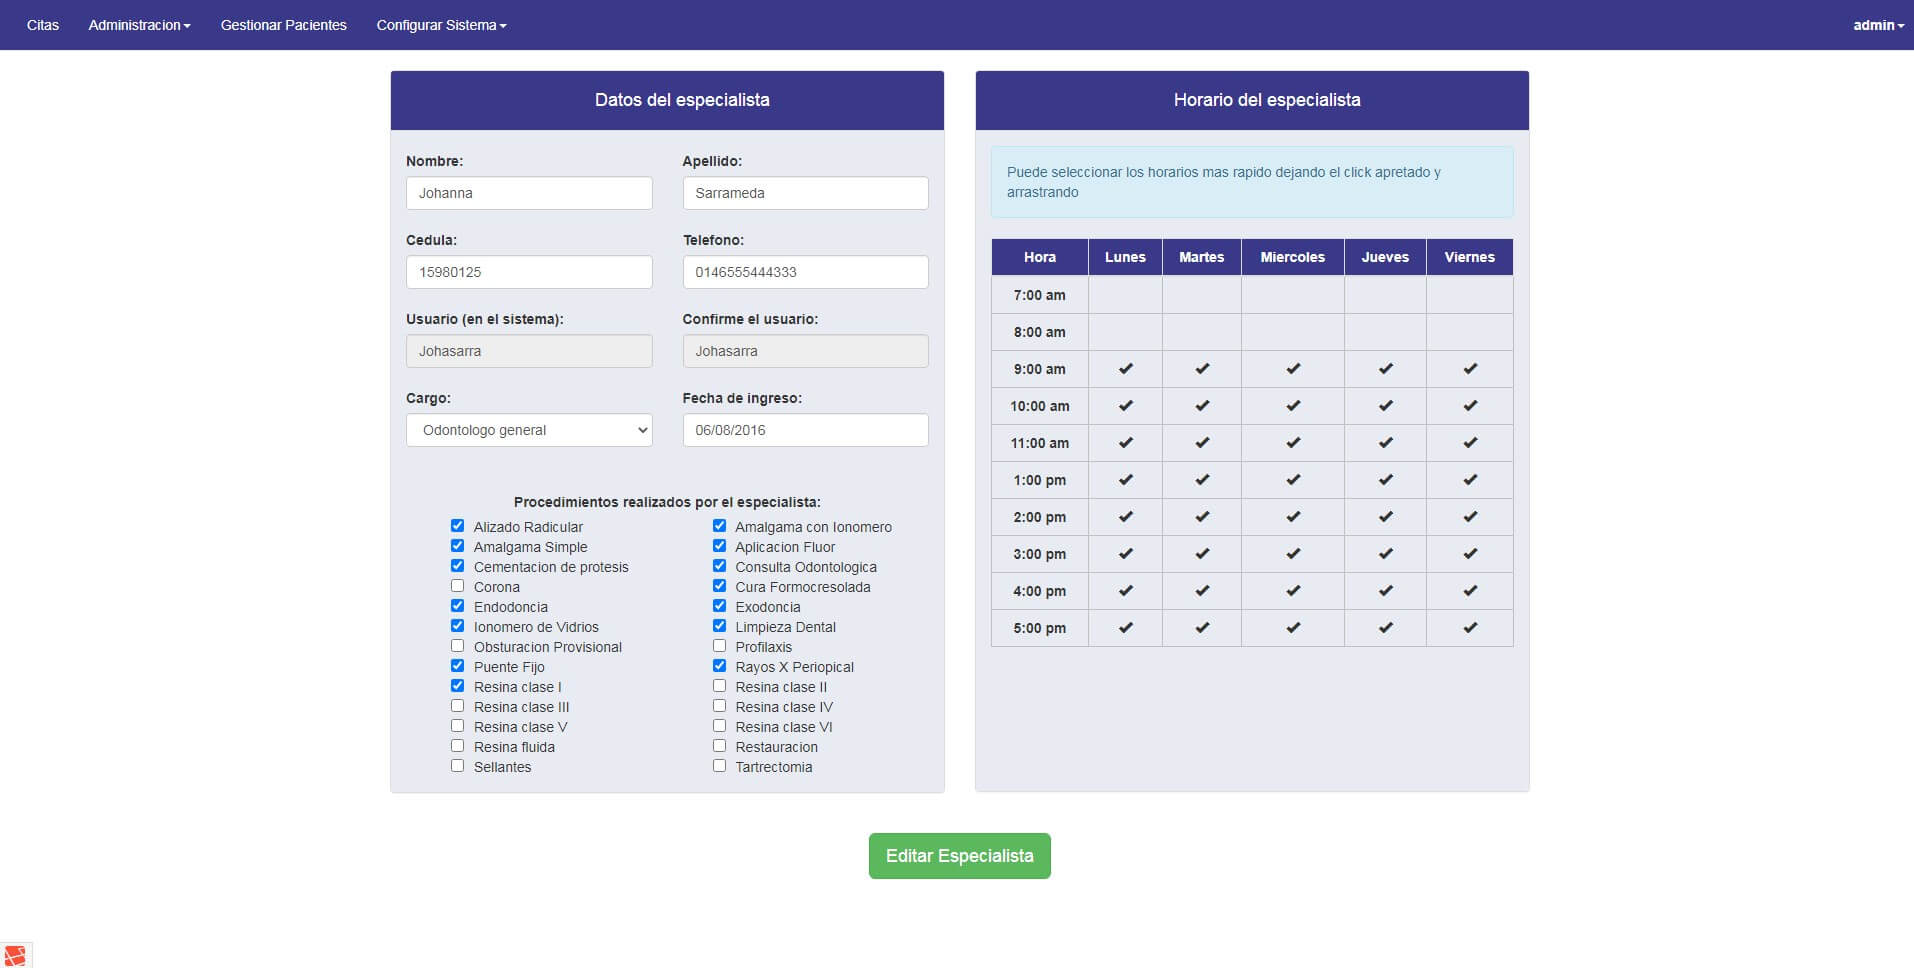 Citas Administracion Gestionar Pacientes Configurar Sistema admin
Datos del especialista
Nombre: Apellido:
Johanna Sarrameda
Cedula: Telefono:
15980125 0146555444333
Usuario (en el sistema): Confirme el usuario:
Johasarra Johasarra
Cargo: Fecha de ingreso:
Odontologo general 06/08/2016
Procedimientos realizados por el especialista:
Alizado Radicular Amalgama con Ionomero
Amalgama Simple Aplicacion Fluor
Cementacion de protesis Consulta Odontologica
Corona Cura Formocresolada
Endodoncia Exodoncia
Ionomero de Vidrios Limpieza Dental
Obsturacion Provisional Profilaxis
Puente Fijo Rayos X Periopical
Resina clase I Resina clase II
Resina clase III Resina clase IV
Resina clase V Resina clase VI
Resina fluida Restauracion
Sellantes Tartrectomia
Horario del especialista
Puede seleccionar los horarios mas rapido dejando el click apretado y
arrastrando
Hora Lunes Martes Miercoles Jueves Viernes
7:00 am
8:00 am
9:00 am
10:00 am
11:00 am
1:00 pm
2:00 pm
3:00 pm
4:00 pm
5:00 pm
Editar Especialista